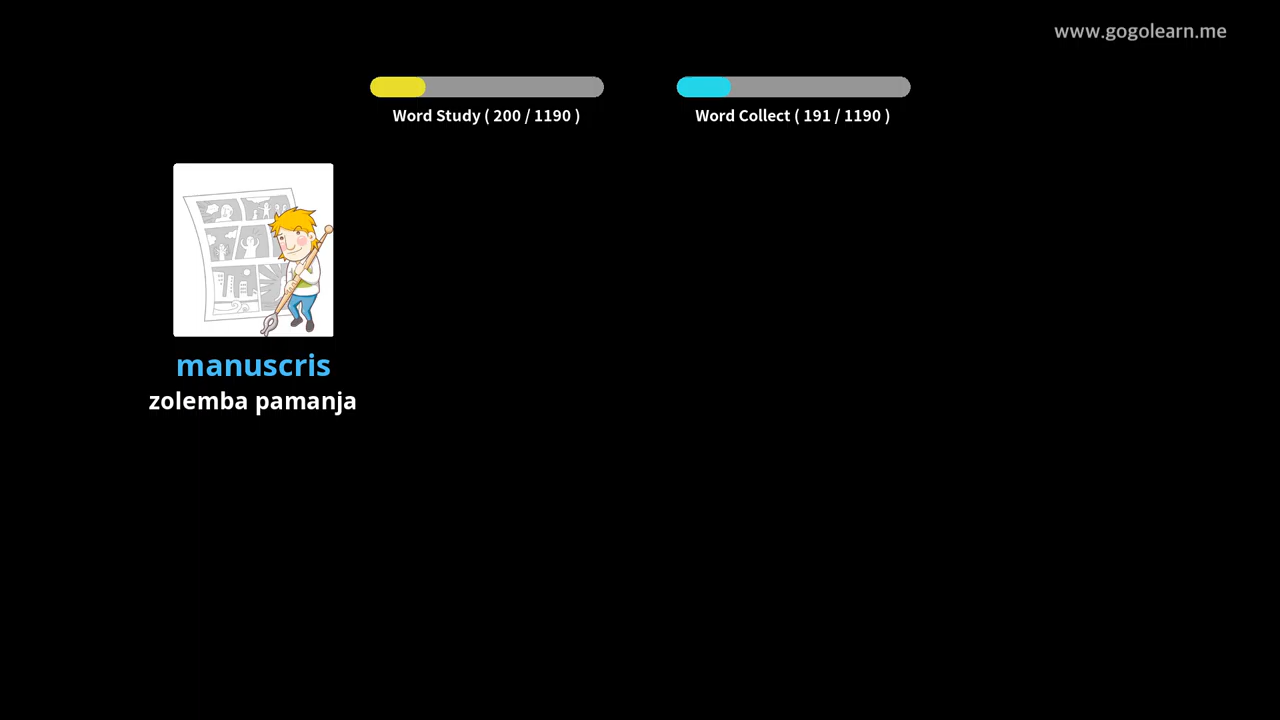 www.gogolearn.me
Word Study ( 200 / 1190 )
Word Collect ( 191 / 1190 )
manuscris
zolemba pamanja